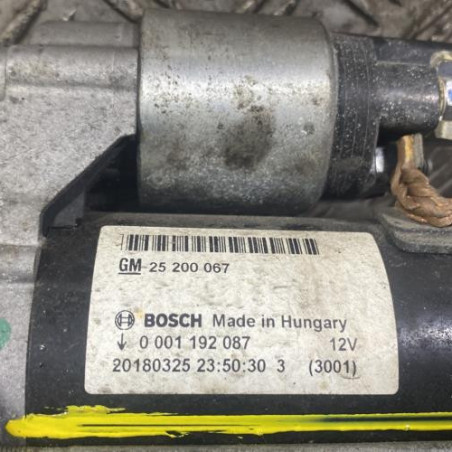 GM 25 200 067
BOSCH Made in Hungary
0 001 192 087 12V
20180325 23:50:30 3 (3001)